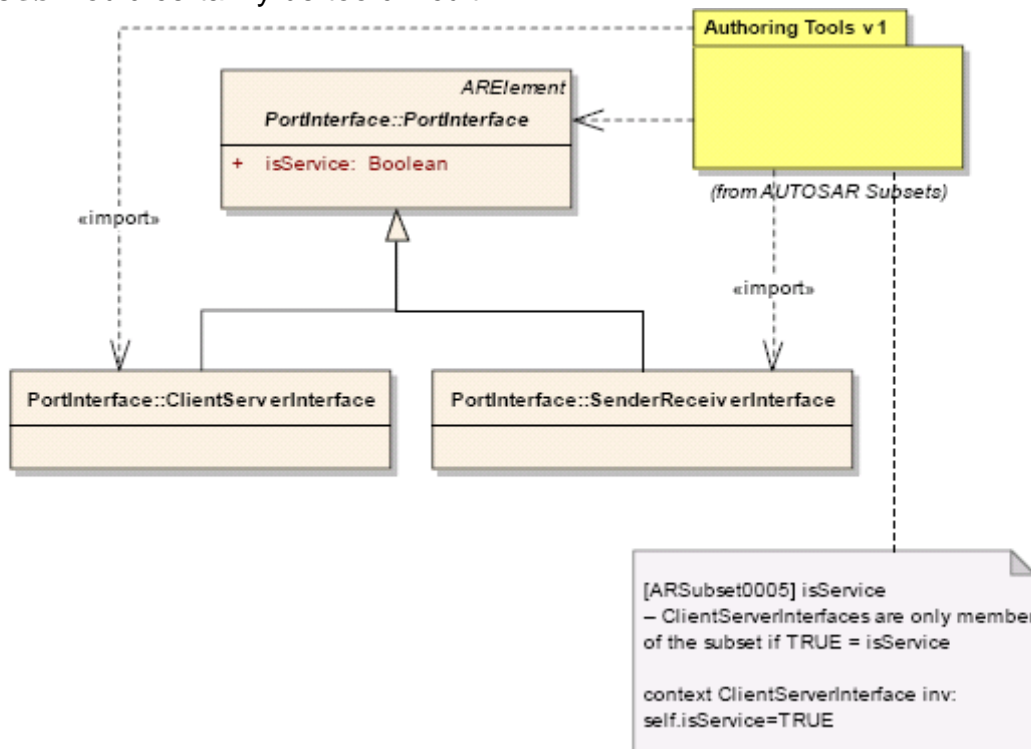 Authoring Tools v 1
ARElement
PortInterface::PortInterface
+ isService: Boolean
(from AUTOSAR Subsets)
«import»
«import»
PortInterface::ClientServerInterface
PortInterface::SenderReceiverInterface
[ARSubset0005] isService
– ClientServerInterfaces are only member
of the subset if TRUE = isService
context ClientServerInterface inv:
self.isService=TRUE